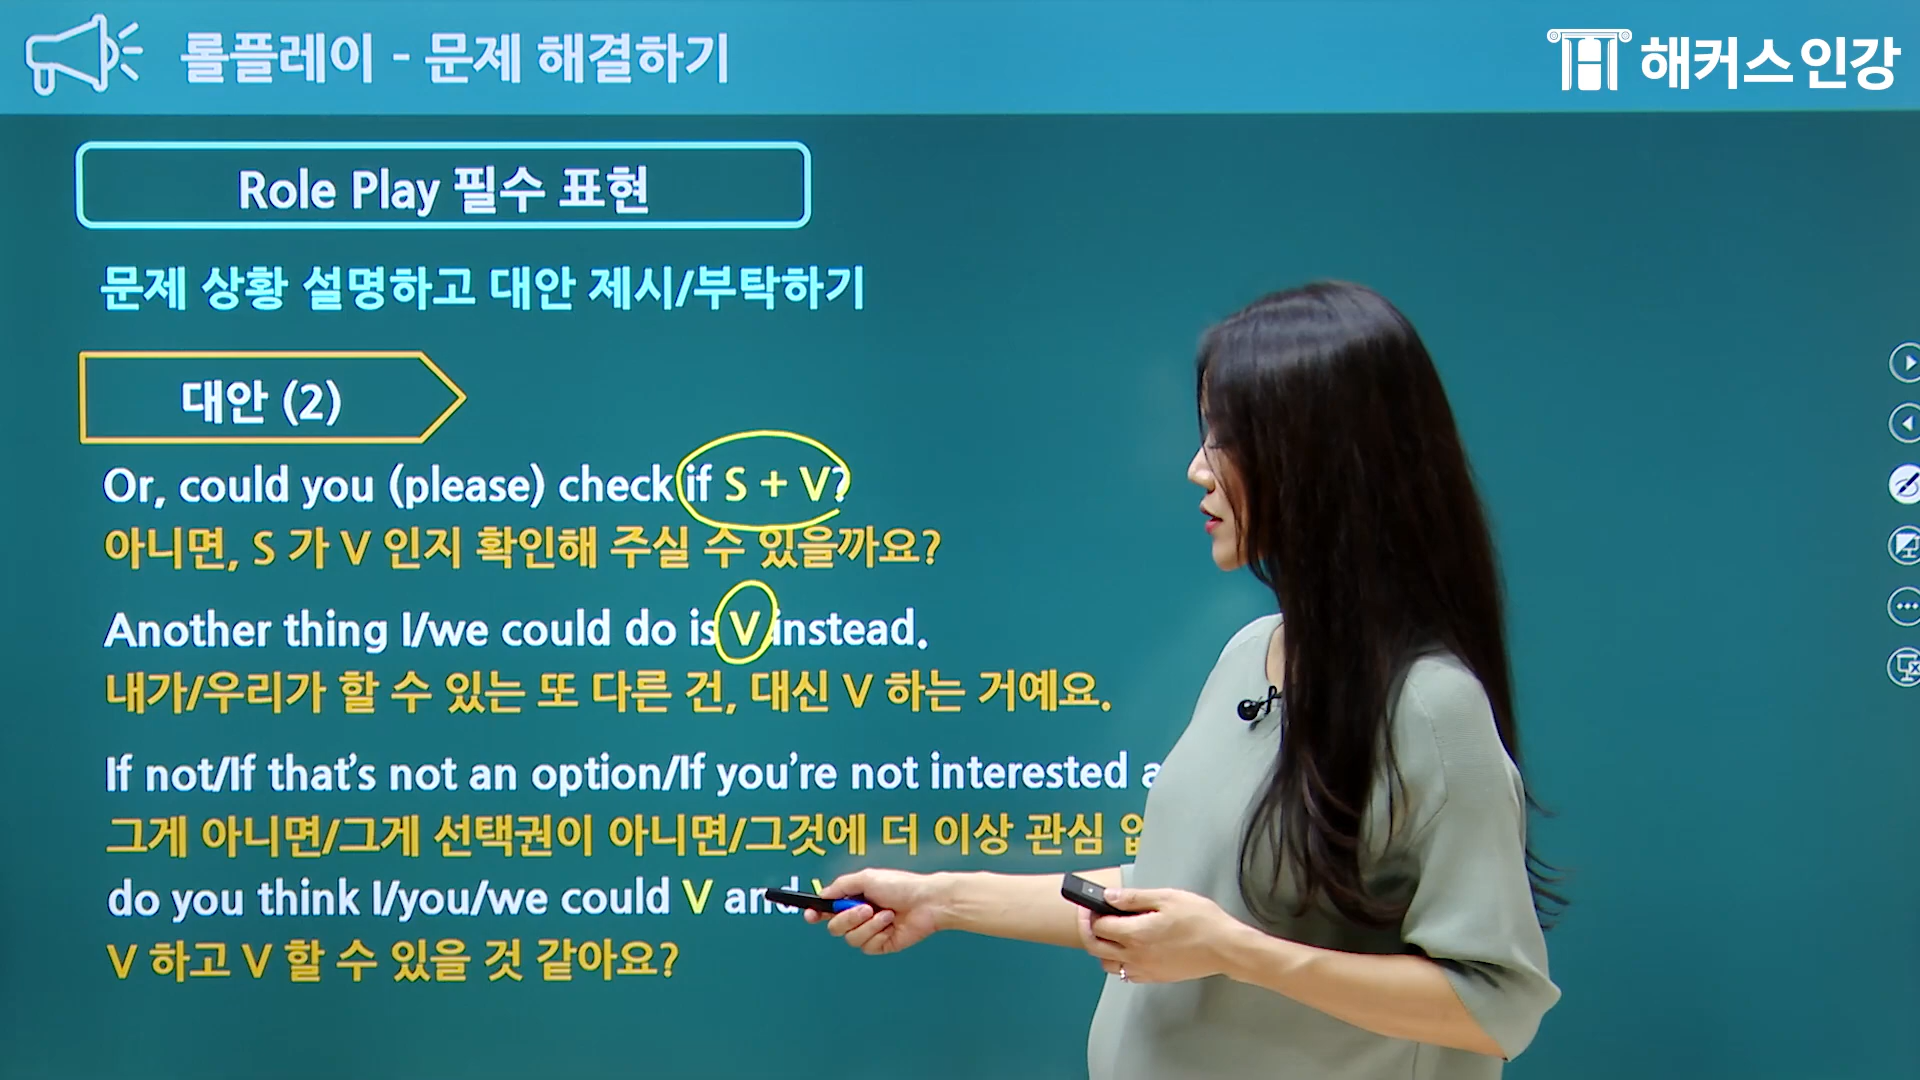 롤플레이 - 문제 해결하기
해커스인강
Role Play 필수 표현
문제 상황 설명하고 대안 제시/부탁하기
대안 (2)
Or, could you (please) check if S + V?
아니면, S 가 V 인지 확인해 주실 수 있을까요?
Another thing I/we could do is V instead.
내가/우리가 할 수 있는 또 다른 건, 대신 V 하는 거예요.
If not/If that's not an option/If you're not interested
그게 아니면/그게 선택권이 아니면/그것에 더 이상 관심
do you think I/you/we could V and
V 하고 V 할 수 있을 것 같아요?